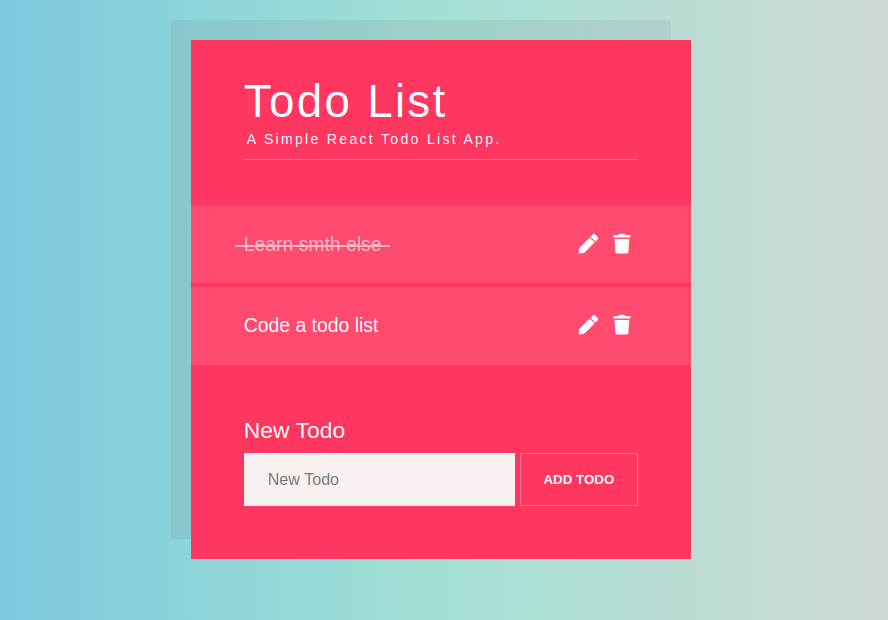 Todo List
A Simple React Todo List App.
Learn smth else
Code a todo list
New Todo
New Todo
ADD TODO